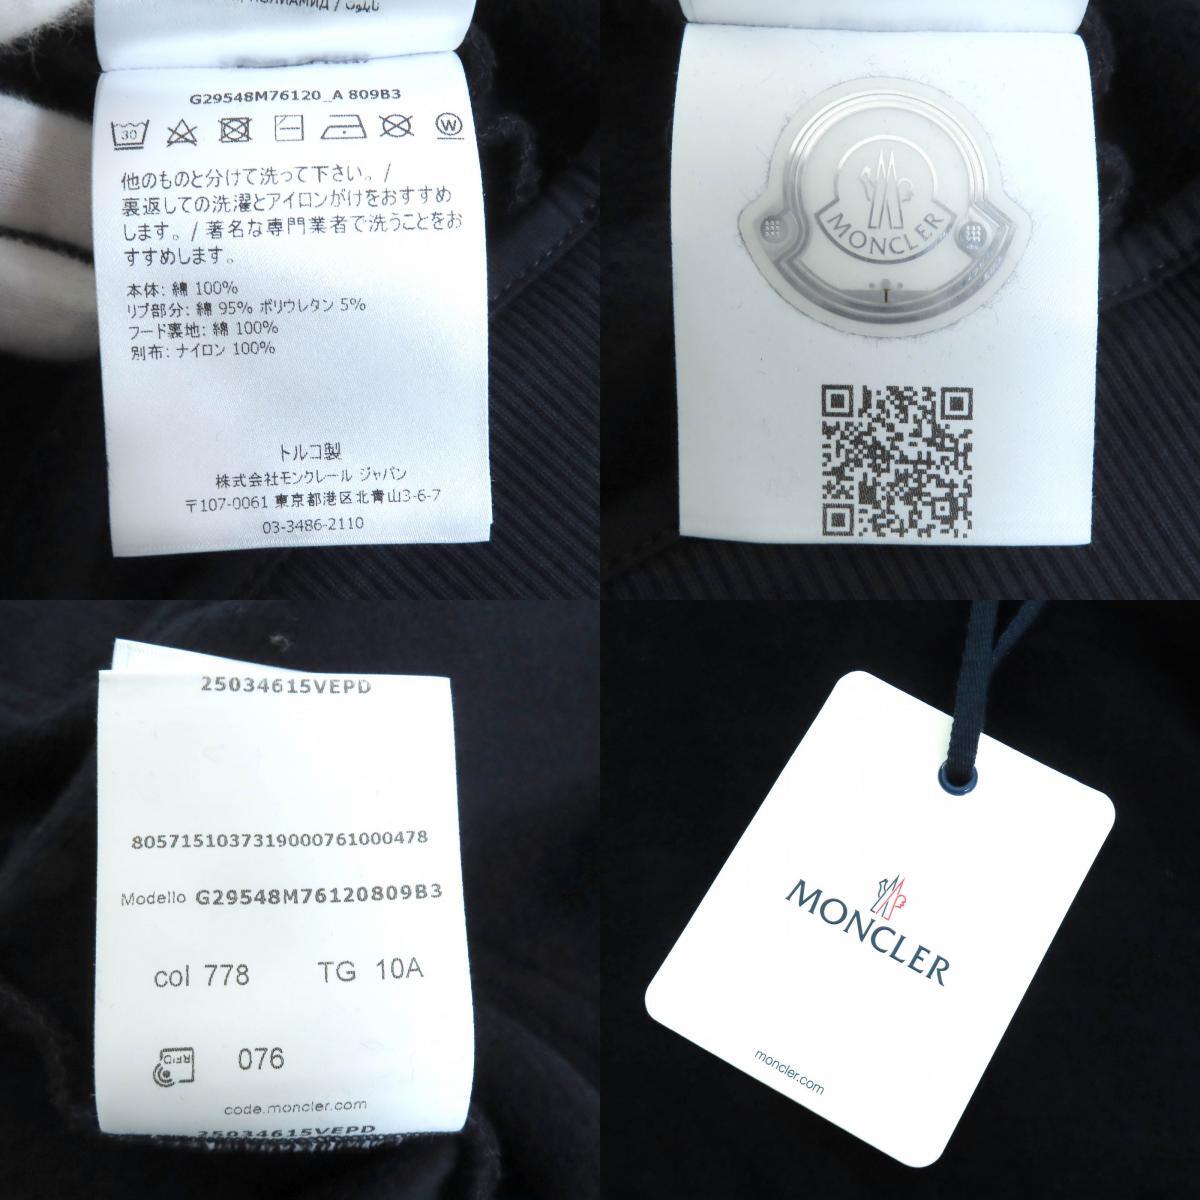 G29548M76120_A 809B3
30
W
他のものと分けて洗って下さい。/
裏返しての洗濯とアイロンがけをおすすめ
します。/ 著名な専門業者で洗うことをお
すすめします。
本体: 綿 100%
リブ部分: 綿 95% ポリウレタン 5%
フード裏地: 綿 100%
別布: ナイロン 100%
トルコ製
株式会社モンクレール ジャパン
〒107-0061 東京都港区北青山3-6-7
03-3486-2110
MONCLER
25034615VEPD
8057151037319000761000478
Modello G29548M76120809B3
col 778 TG 10A
RFID 076
code.moncler.com
25034615VEPD
MONCLER
moncler.com